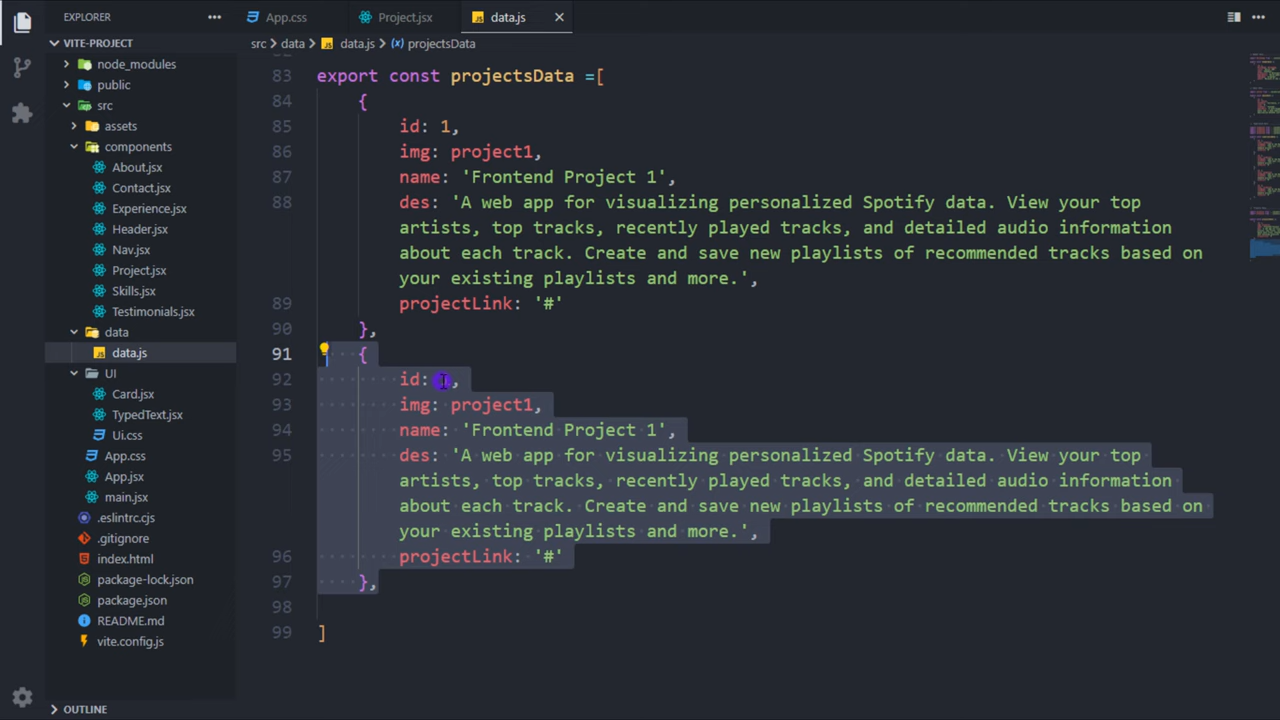 EXPLORER
App.css
Project.jsx
data.js
VITE-PROJECT
src > data > data.js > projectsData
node_modules
public
src
assets
components
About.jsx
Contact.jsx
Experience.jsx
Header.jsx
Nav.jsx
Project.jsx
Skills.jsx
Testimonials.jsx
data
data.js
UI
Card.jsx
TypedText.jsx
Ui.css
App.css
App.jsx
main.jsx
.eslintrc.cjs
.gitignore
index.html
package-lock.json
package.json
README.md
vite.config.js
OUTLINE
83 export const projectsData =[
84 {
85 id: 1,
86 img: project1,
87 name: 'Frontend Project 1',
88 des: 'A web app for visualizing personalized Spotify data. View your top
artists, top tracks, recently played tracks, and detailed audio information
about each track. Create and save new playlists of recommended tracks based on
your existing playlists and more.',
89 projectLink: '#'
90 },
91 {
92 id: ,
93 img: project1,
94 name: 'Frontend Project 1',
95 des: 'A web app for visualizing personalized Spotify data. View your top
artists, top tracks, recently played tracks, and detailed audio information
about each track. Create and save new playlists of recommended tracks based on
your existing playlists and more.',
96 projectLink: '#'
97 },
98
99 ]